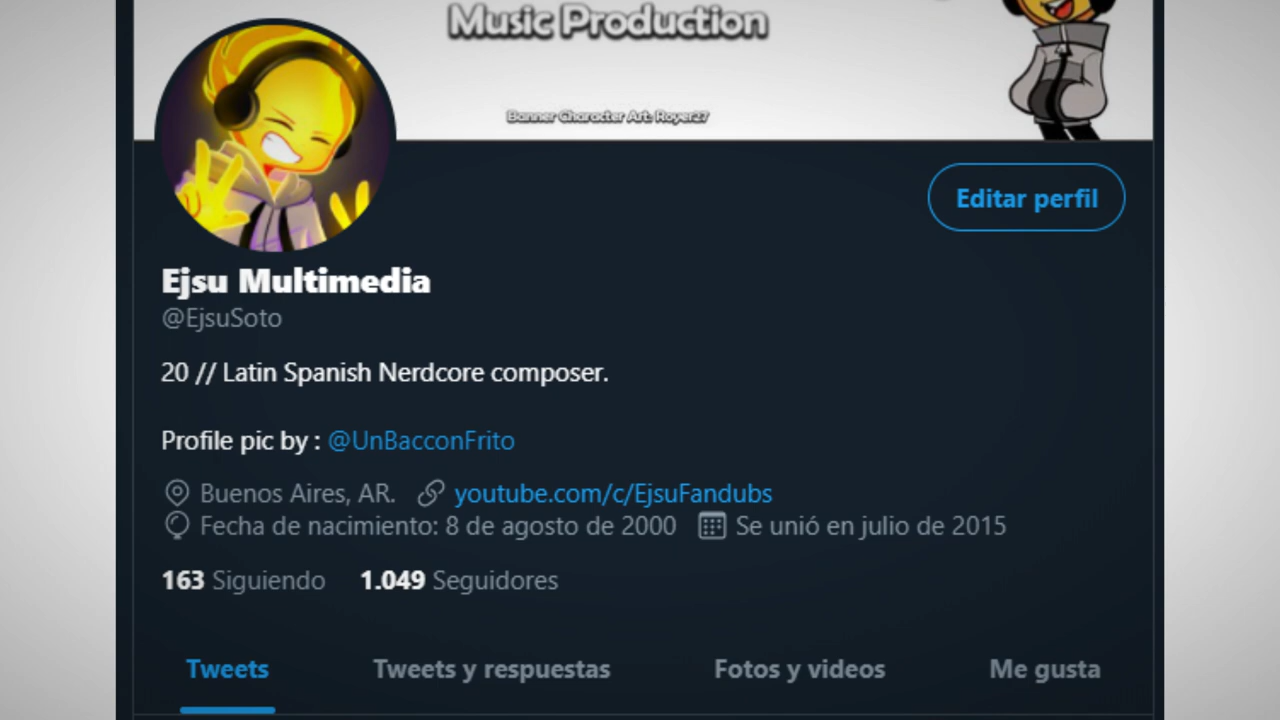 Music Production
Banner Character Art: Royer27
Editar perfil
Ejsu Multimedia
@EjsuSoto
20 // Latin Spanish Nerdcore composer.
Profile pic by : @UnBacconFrito
Buenos Aires, AR. youtube.com/c/EjsuFandubs
Fecha de nacimiento: 8 de agosto de 2000 Se unió en julio de 2015
163 Siguiendo 1.049 Seguidores
Tweets Tweets y respuestas Fotos y videos Me gusta